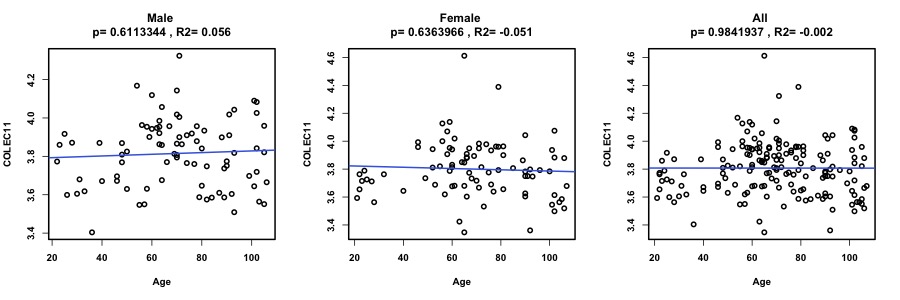 Male
p= 0.6113344 , R2= 0.056
COLEC11
3.4 3.6 3.8 4.0 4.2
20 40 60 80 100
Age
Female
p= 0.6363966 , R2= -0.051
COLEC11
3.4 3.6 3.8 4.0 4.2 4.4 4.6
20 40 60 80 100
Age
All
p= 0.9841937 , R2= -0.002
COLEC11
3.4 3.6 3.8 4.0 4.2 4.4 4.6
20 40 60 80 100
Age